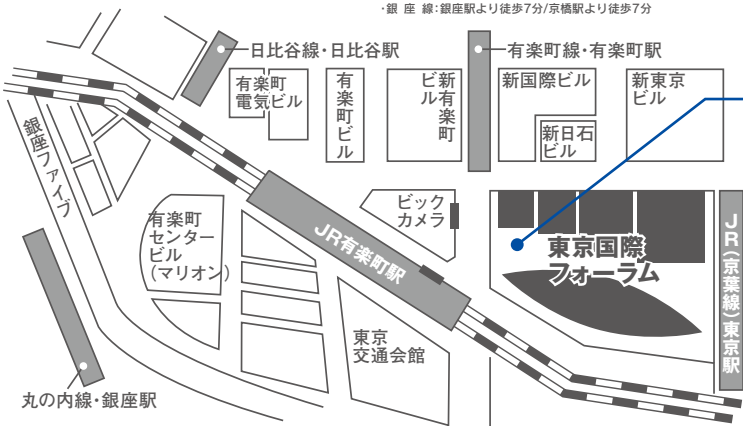 ・銀座線:銀座駅より徒歩7分/京橋駅より徒歩7分
日比谷線・日比谷駅
有楽町線・有楽町駅
有楽町
電気ビル
有楽町ビル
新有楽町
ビル
新国際ビル
新日石
ビル
新東京
ビル
銀座ファイブ
有楽町
センター
ビル
(マリオン)
JR有楽町駅
ビック
カメラ
東京国際
フォーラム
JR(京葉線)東京駅
東京
交通会館
丸の内線・銀座駅